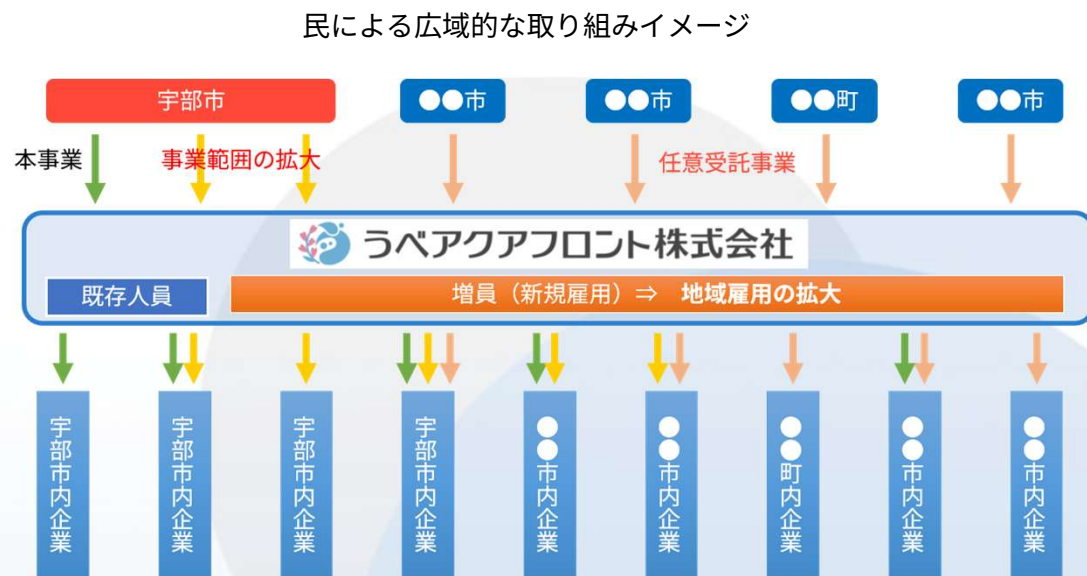 民による広域的な取り組みイメージ
宇部市
●●市
●●市
●●町
●●市
本事業
事業範囲の拡大
任意受託事業
うべアクアフロント株式会社
既存人員
増員（新規雇用）⇒ 地域雇用の拡大
宇部市内企業
宇部市内企業
宇部市内企業
宇部市内企業
●●市内企業
●●市内企業
●●町内企業
●●市内企業
●●市内企業